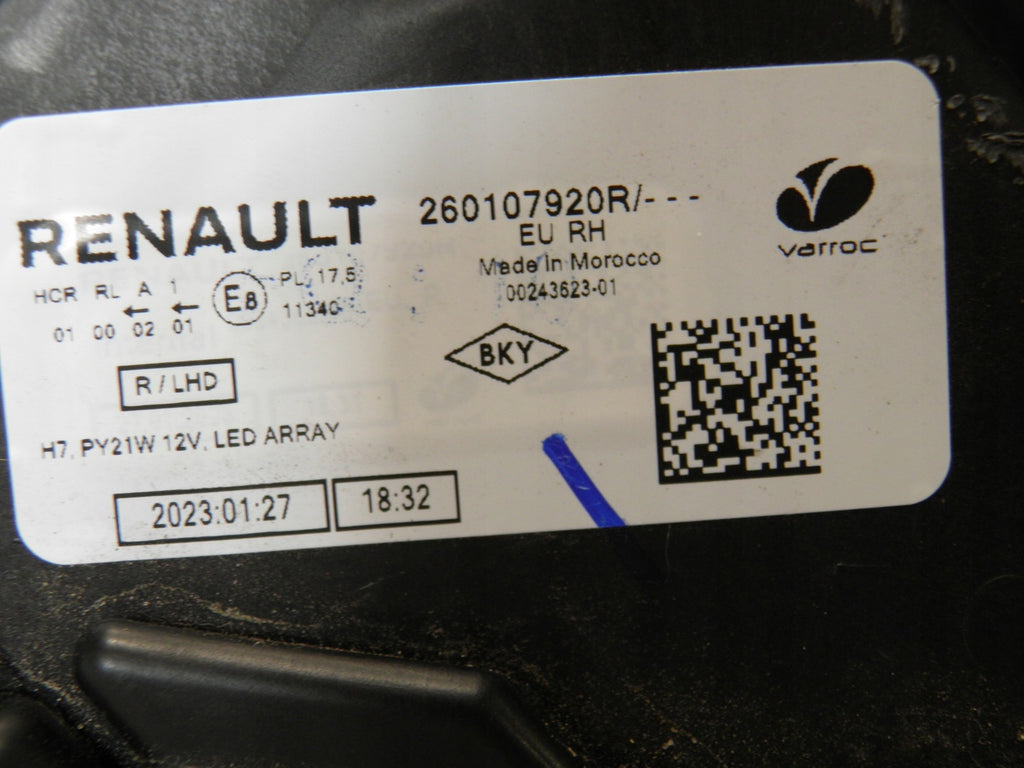 RENAULT
260107920R/---
EU RH
Made in Morocco
00243623-01
varroc
HCR RL A 1
← ←
01 00 02 01
E8
PL 17,5
11340
R / LHD
BKY
H7, PY21W 12V, LED ARRAY
2023:01:27
18:32